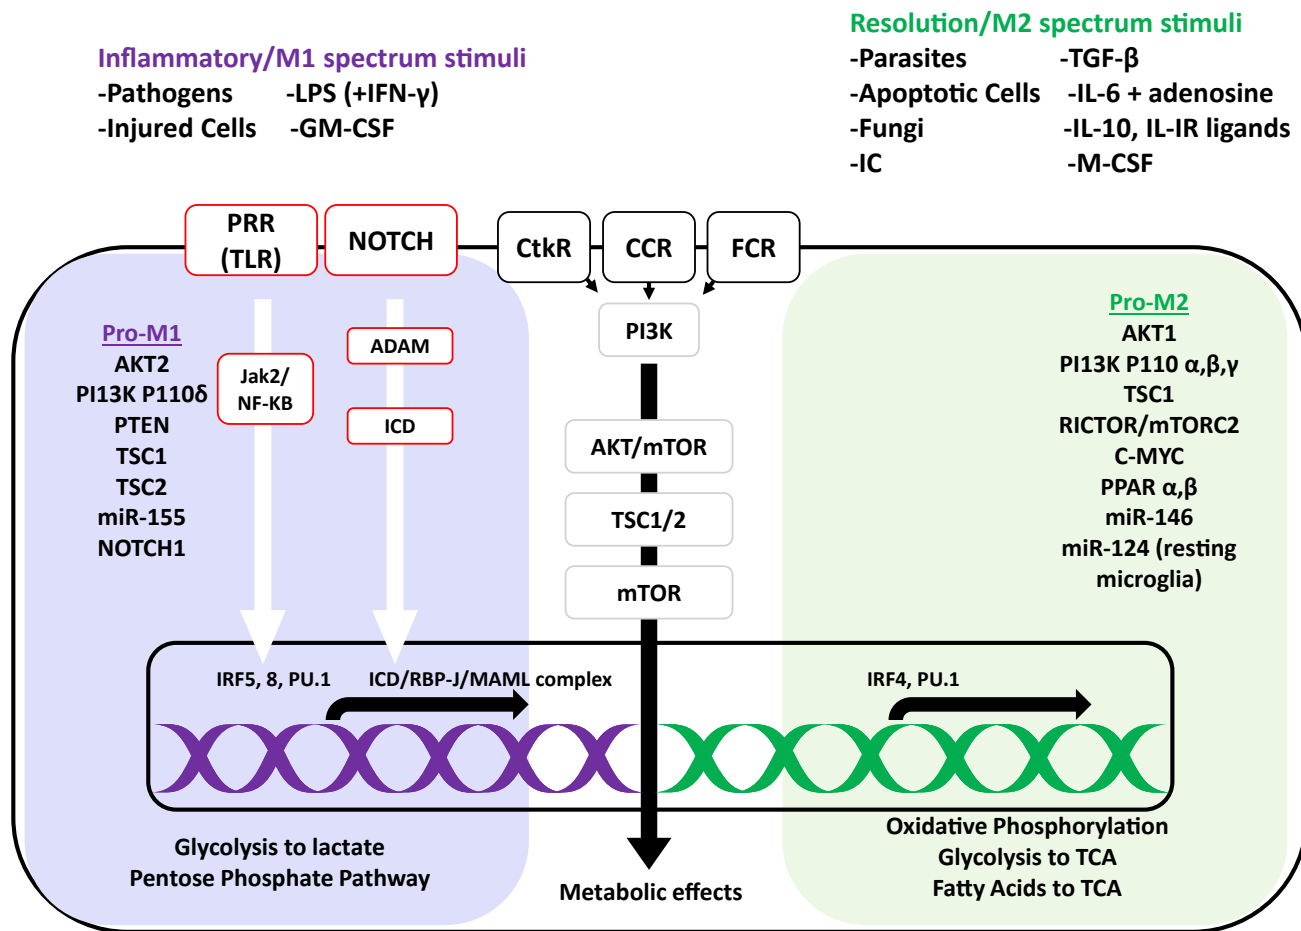 Inflammatory/M1 spectrum stimuli
-Pathogens -LPS (+IFN-γ)
-Injured Cells -GM-CSF
Resolution/M2 spectrum stimuli
-Parasites -TGF-β
-Apoptotic Cells -IL-6 + adenosine
-Fungi -IL-10, IL-IR ligands
-IC -M-CSF
PRR
(TLR)
NOTCH
CtkR
CCR
FCR
Pro-M1
AKT2
PI13K P110δ
PTEN
TSC1
TSC2
miR-155
NOTCH1
Jak2/
NF-KB
ADAM
ICD
PI3K
AKT/mTOR
TSC1/2
mTOR
Pro-M2
AKT1
PI13K P110 α,β,γ
TSC1
RICTOR/mTORC2
C-MYC
PPAR α,β
miR-146
miR-124 (resting
microglia)
IRF5, 8, PU.1
ICD/RBP-J/MAML complex
IRF4, PU.1
Glycolysis to lactate
Pentose Phosphate Pathway
Metabolic effects
Oxidative Phosphorylation
Glycolysis to TCA
Fatty Acids to TCA